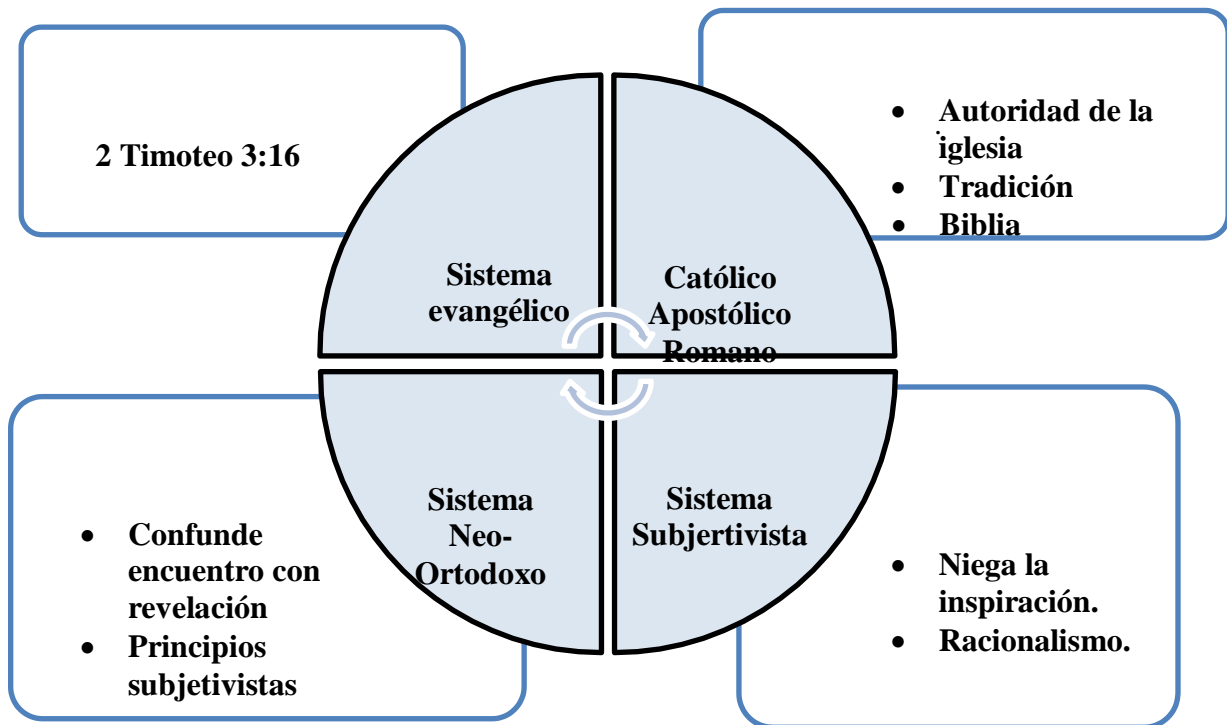 2 Timoteo 3:16
• Autoridad de la
iglesia
• Tradición
• Biblia
Sistema
evangélico
Católico
Apostólico
Romano
Sistema
Neo-
Ortodoxo
Sistema
Subjertivista
• Confunde
encuentro con
revelación
• Principios
subjetivistas
• Niega la
inspiración.
• Racionalismo.